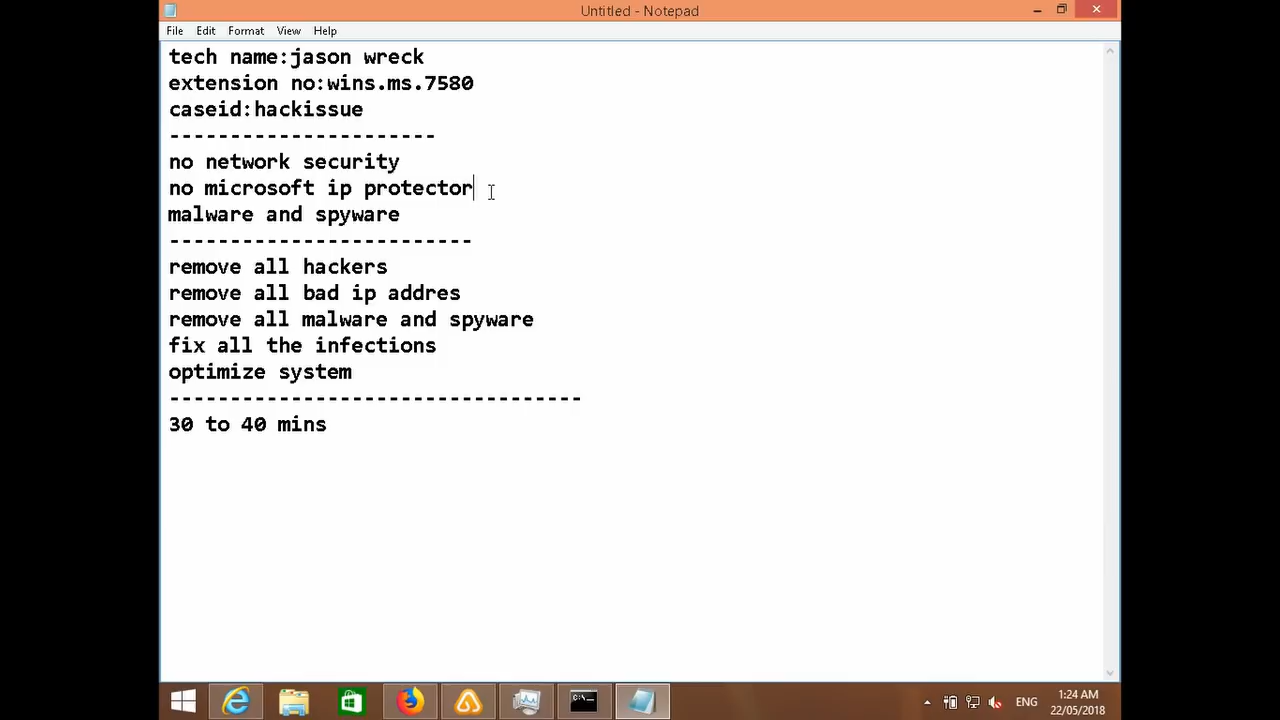 Untitled - Notepad
File Edit Format View Help
tech name:jason wreck
extension no:wins.ms.7580
caseid:hackissue
----------------------
no network security
no microsoft ip protector
malware and spyware
-------------------------
remove all hackers
remove all bad ip addres
remove all malware and spyware
fix all the infections
optimize system
----------------------------------
30 to 40 mins
C:\.
ENG
1:24 AM
22/05/2018